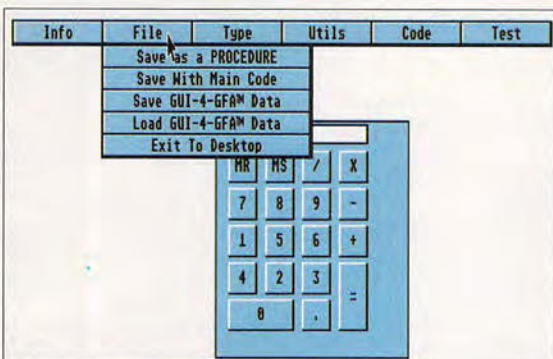 Info File Type Utils Code Test
Save as a PROCEDURE
Save With Main Code
Save GUI-4-GFA™ Data
Load GUI-4-GFA™ Data
Exit To Desktop
MR MS / X
7 8 9 -
1 5 6 +
4 2 3 =
0 .